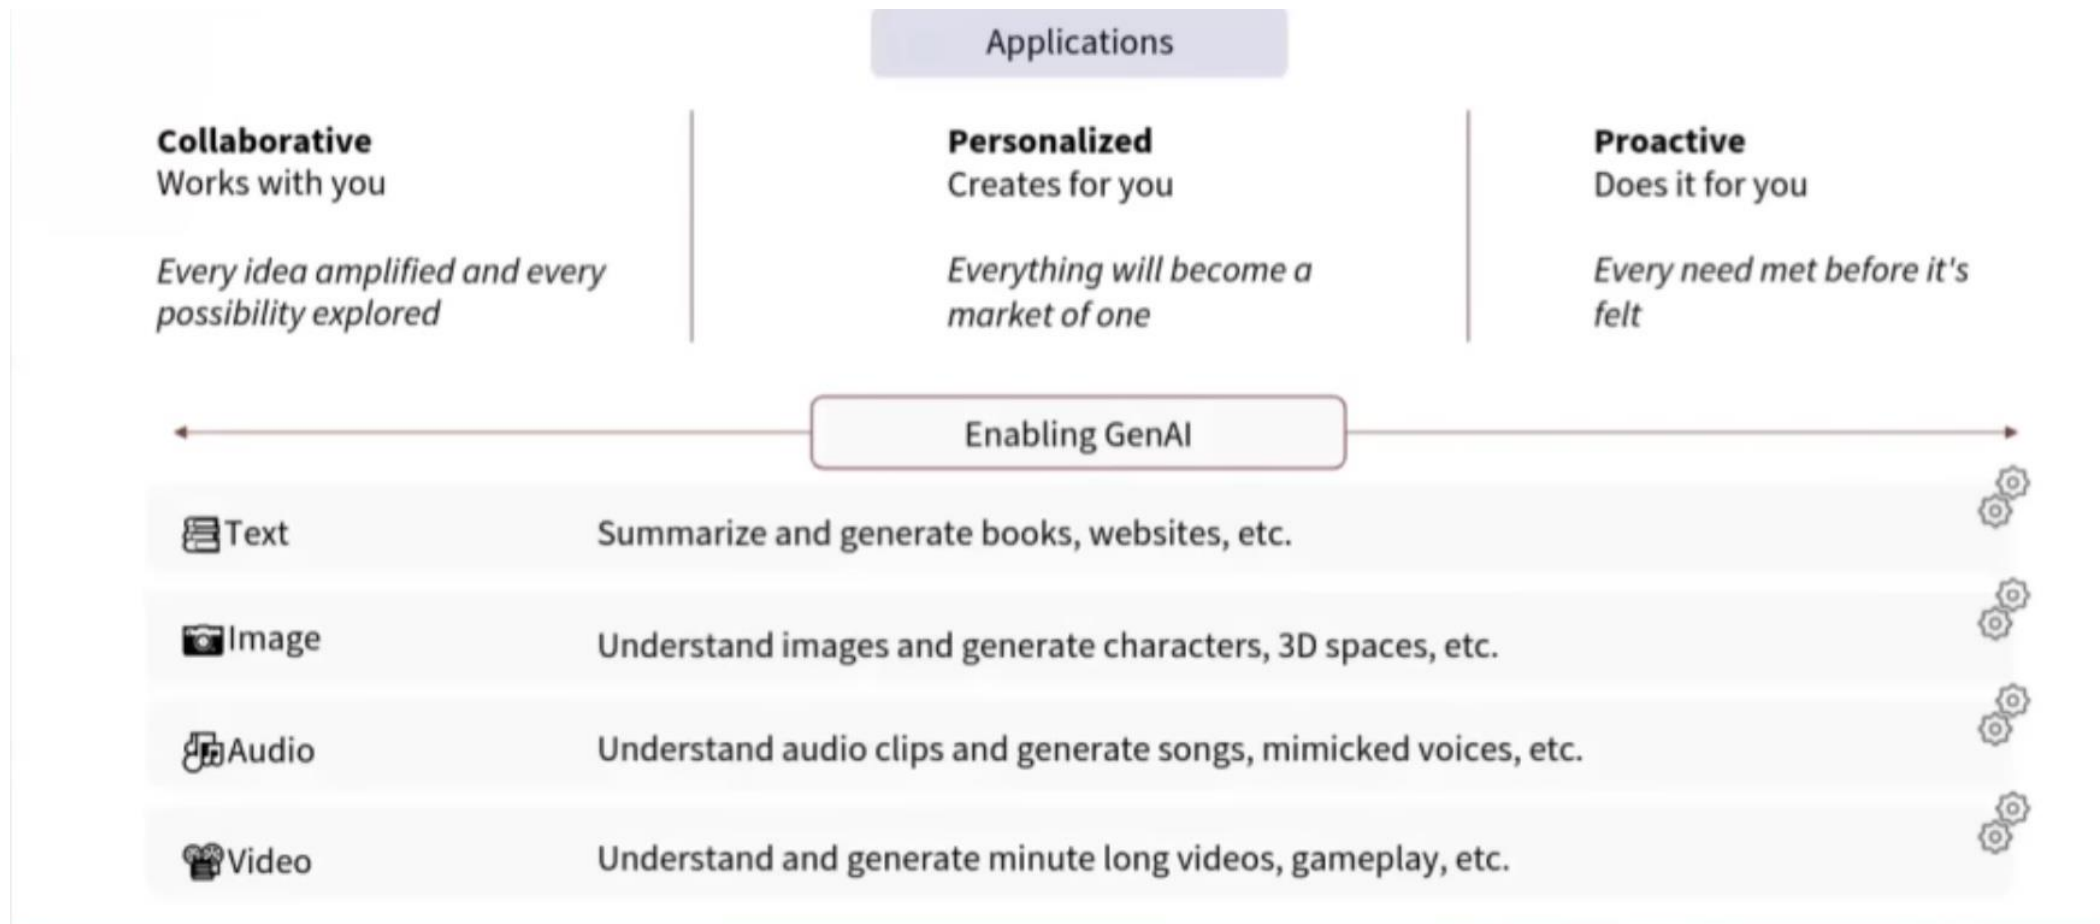 Applications
Collaborative
Works with you
Every idea amplified and every
possibility explored
Personalized
Creates for you
Everything will become a
market of one
Proactive
Does it for you
Every need met before it's
felt
Enabling GenAI
Text
Summarize and generate books, websites, etc.
Image
Understand images and generate characters, 3D spaces, etc.
Audio
Understand audio clips and generate songs, mimicked voices, etc.
Video
Understand and generate minute long videos, gameplay, etc.